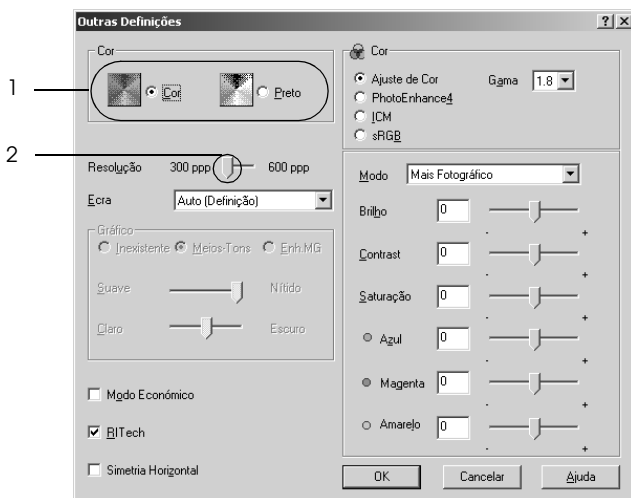 Outras Definições
Cor
1
Cor
Preto
2
Resolução 300 ppp 600 ppp
Ecra Auto (Definição)
Gráfico
Inexistente Meios-Tons Enh.MG
Suave Nítido
Claro Escuro
Modo Económico
RITech
Simetria Horizontal
Cor
Ajuste de Cor Gama 1.8
PhotoEnhance4
ICM
sRGB
Modo Mais Fotográfico
Brilho 0
- +
Contrast 0
- +
Saturação 0
- +
Azul 0
- +
Magenta 0
- +
Amarelo 0
- +
OK Cancelar Ajuda